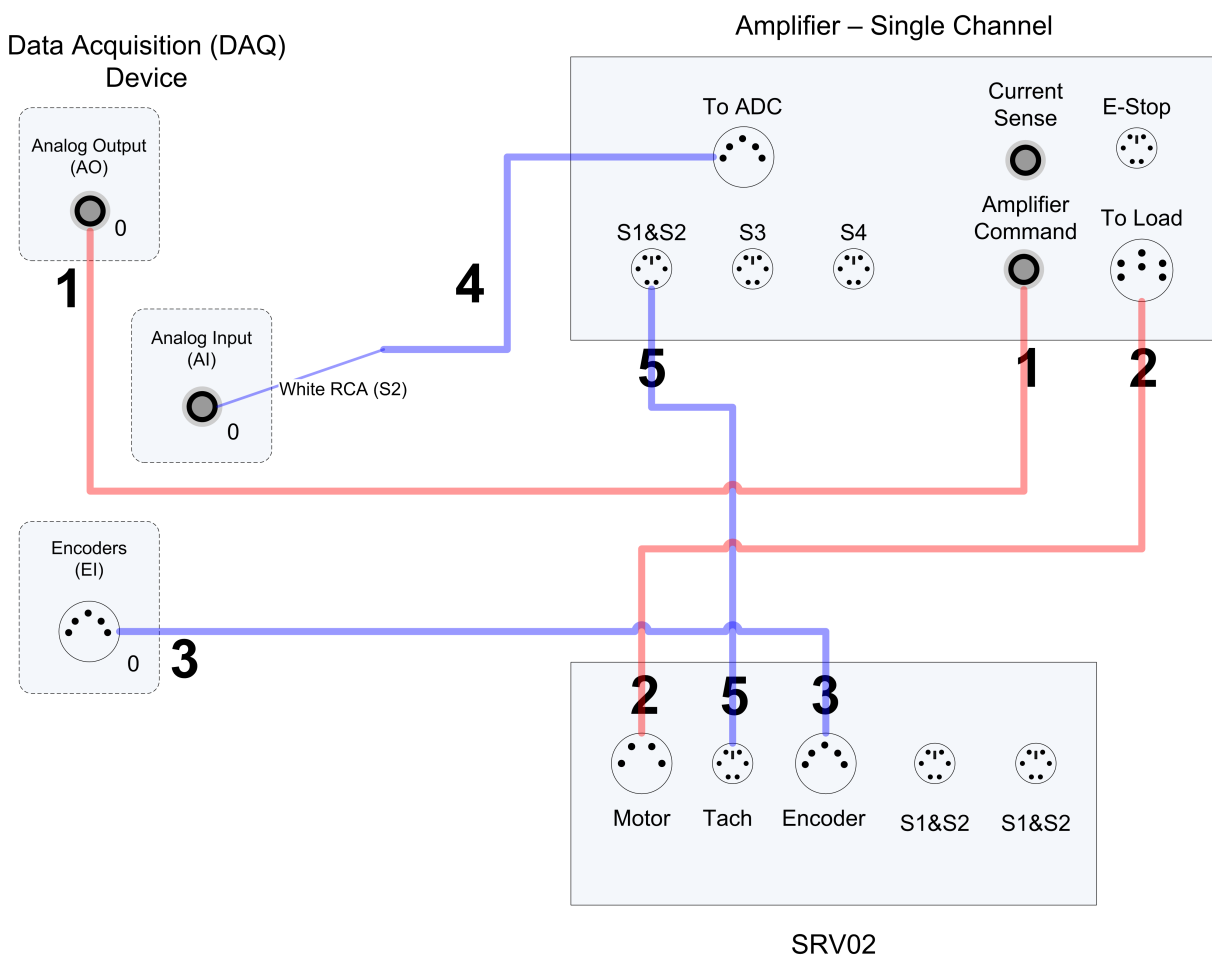 Amplifier – Single Channel
Data Acquisition (DAQ)
Device
Analog Output
(AO)
0
1
Analog Input
(AI)
0
White RCA (S2)
4
To ADC
Current
Sense
E-Stop
S1&S2
S3
S4
Amplifier
Command
To Load
5
1
2
Encoders
(EI)
0
3
2
5
3
Motor
Tach
Encoder
S1&S2
S1&S2
SRV02